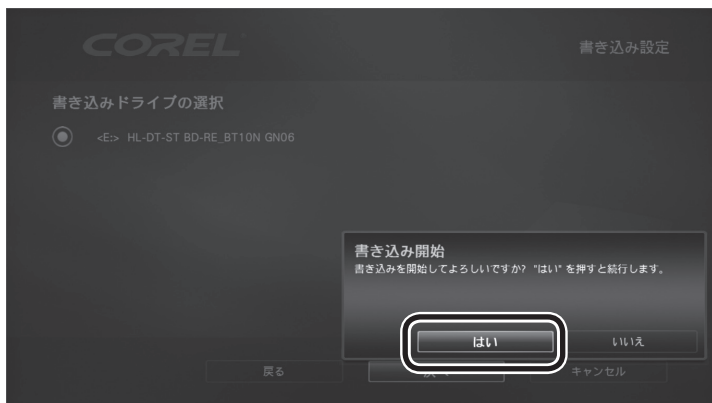 COREL
書き込み設定
書き込みドライブの選択
<E:> HL-DT-ST BD-RE_BT10N GN06
書き込み開始
書き込みを開始してよろしいですか? "はい" を押すと続行します。
はい
いいえ
戻る
キャンセル